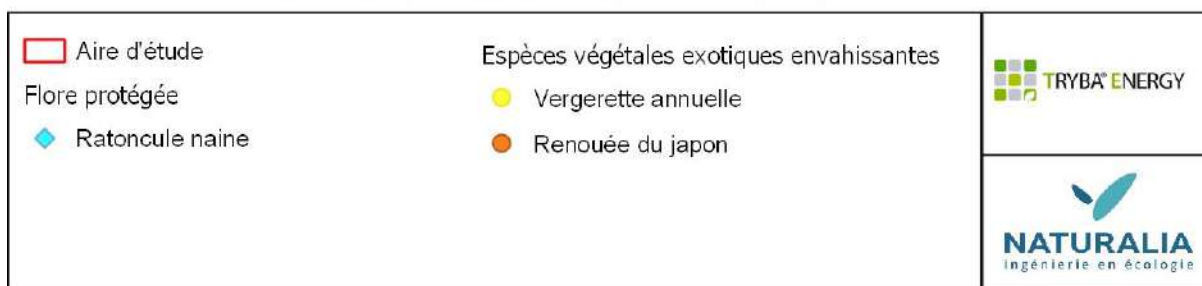 Aire d'étude
Flore protégée
Ratoncule naine
Espèces végétales exotiques envahissantes
Vergerette annuelle
Renouée du japon
TRYBA® ENERGY
NATURALIA
ingénierie en écologie